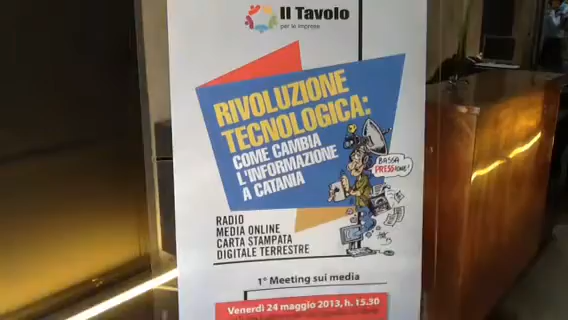 Il Tavolo
per le imprese
RIVOLUZIONE
TECNOLOGICA:
COME CAMBIA
L'INFORMAZIONE
A CATANIA
BASSA
PRESSIONE!
RADIO
MEDIA ONLINE
CARTA STAMPATA
DIGITALE TERRESTRE
1° Meeting sui media
Venerdì 24 maggio 2013, h. 15.30